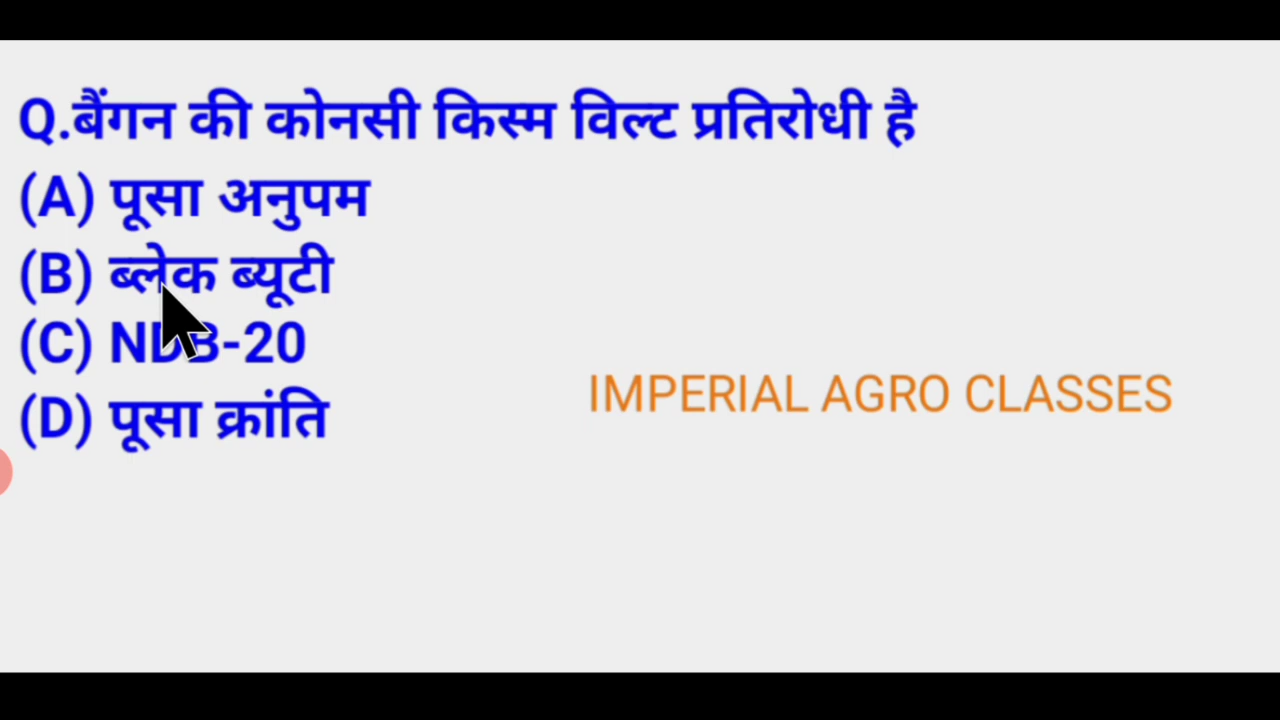 Q.बैंगन की कोनसी किस्म विल्ट प्रतिरोधी है
(A) पूसा अनुपम
(B) ब्लेक ब्यूटी
(C) NDB-20
(D) पूसा क्रांति
IMPERIAL AGRO CLASSES